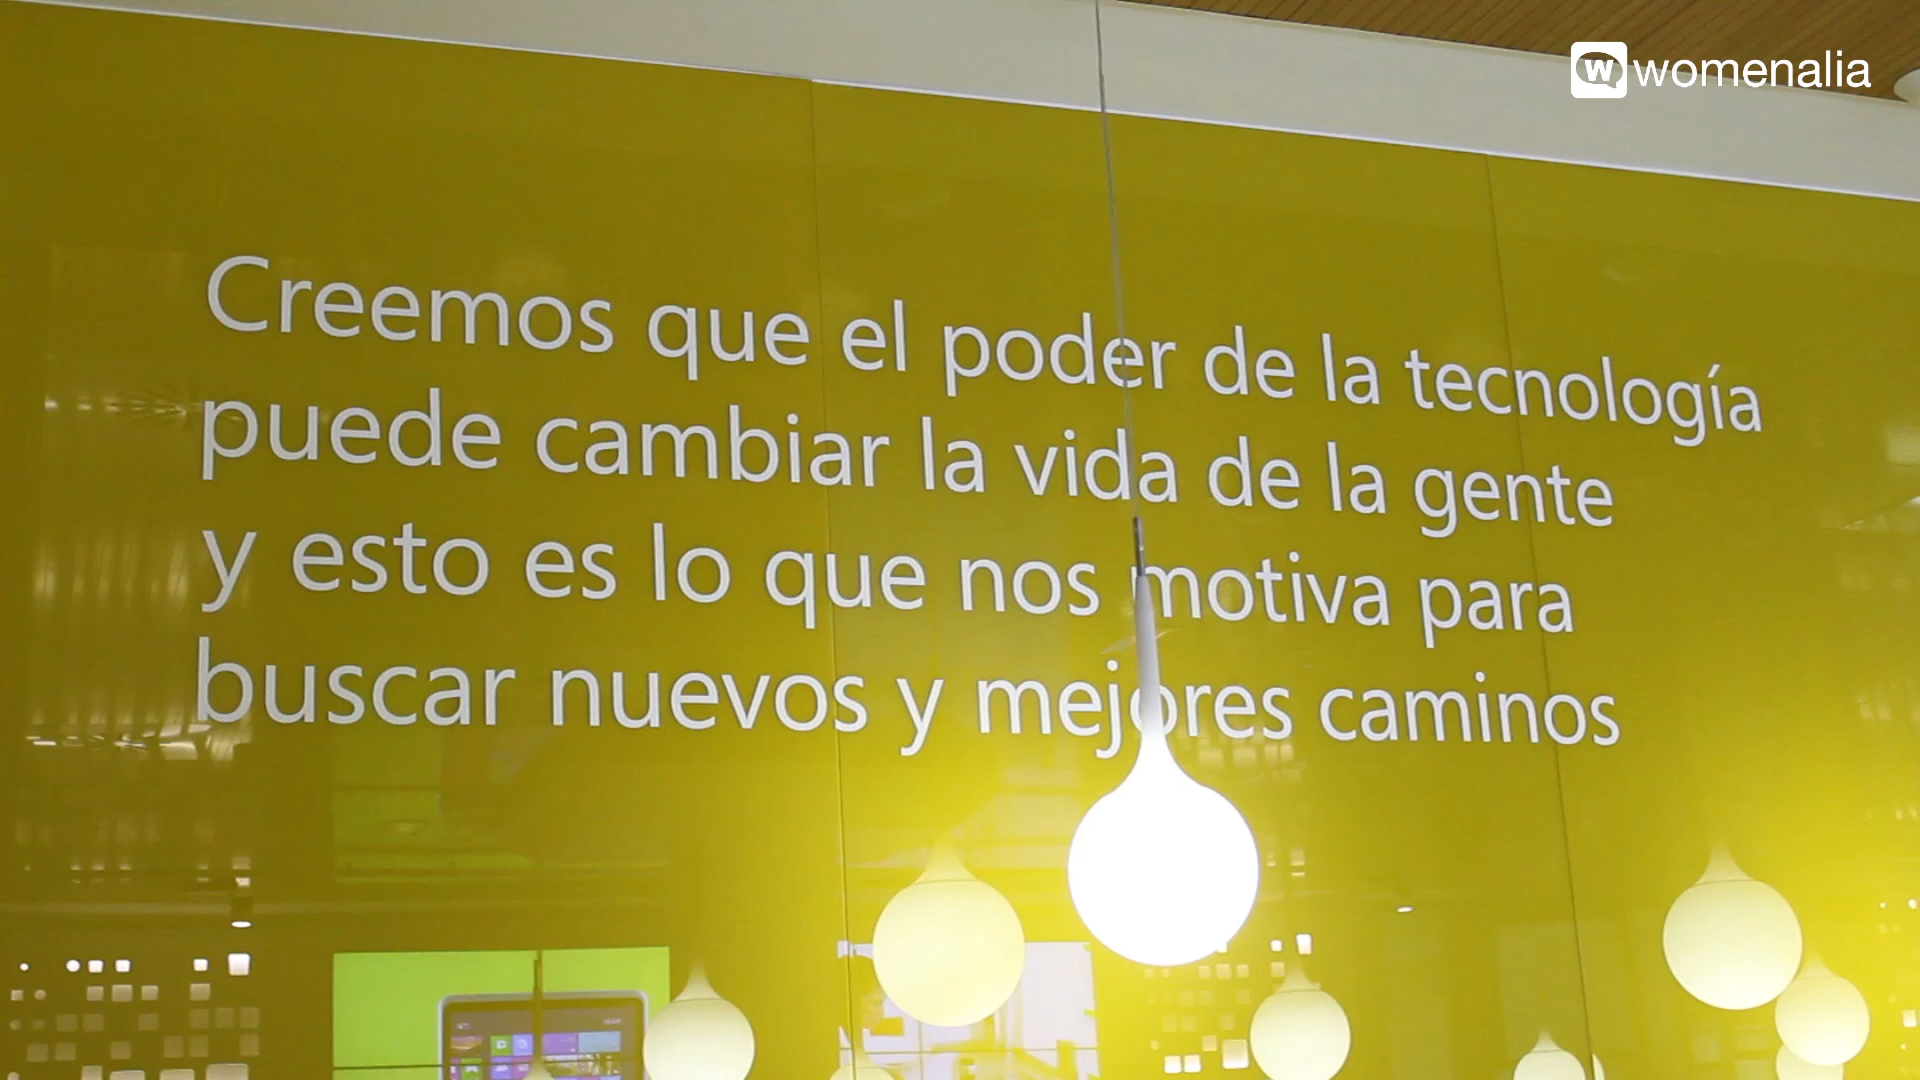 womenalia
Creemos que el poder de la tecnología
puede cambiar la vida de la gente
y esto es lo que nos motiva para
buscar nuevos y mejores caminos